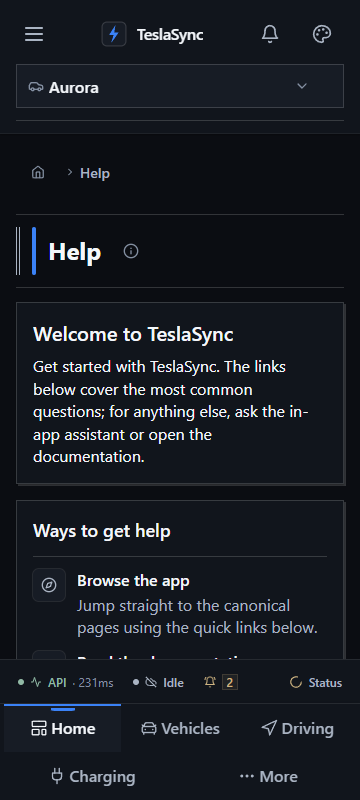 TeslaSync
Aurora
Help
Help
Welcome to TeslaSync
Get started with TeslaSync. The links
below cover the most common
questions; for anything else, ask the in-
app assistant or open the
documentation.
Ways to get help
Browse the app
Jump straight to the canonical
pages using the quick links below.
API · 231ms Idle 2 Status
Home Vehicles Driving
Charging More